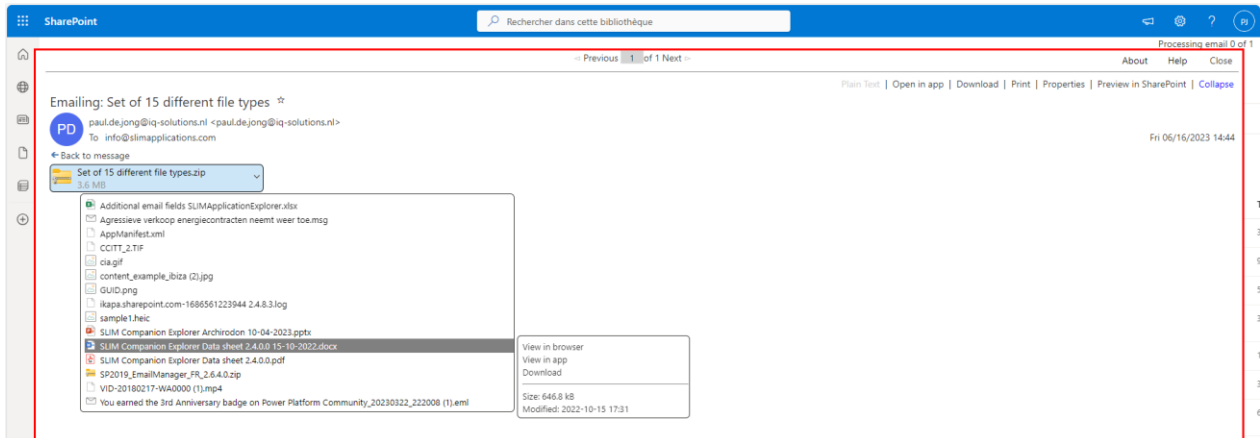 SharePoint
Rechercher dans cette bibliothèque
PJ
Processing email 0 of 1
Previous 1 of 1 Next
About Help Close
Plain Text | Open in app | Download | Print | Properties | Preview in SharePoint | Collapse
Emailing: Set of 15 different file types
PD
paul.de.jong@iq-solutions.nl <paul.de.jong@iq-solutions.nl>
To info@slimapplications.com
Fri 06/16/2023 14:44
Back to message
Set of 15 different file types.zip
3.6 MB
Additional email fields SLIMApplicationExplorer.xlsx
Agressieve verkoop energiecontracten neemt weer toe.msg
AppManifest.xml
CCITT_2.TIF
cia.gif
content_example_ibiza (2).jpg
GUID.png
ikapa.sharepoint.com-1686561223944 2.4.8.3.log
sample1.heic
SLIM Companion Explorer Archirodon 10-04-2023.pptx
SLIM Companion Explorer Data sheet 2.4.0.0 15-10-2022.docx
SLIM Companion Explorer Data sheet 2.4.0.0.pdf
SP2019_EmailManager_FR_2.6.4.0.zip
VID-20180217-WA0000 (1).mp4
You earned the 3rd Anniversary badge on Power Platform Community_20230322_222008 (1).eml
View in browser
View in app
Download
Size: 646.8 kB
Modified: 2022-10-15 17:31